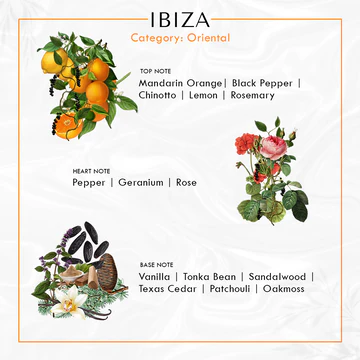 IBIZA
Category: Oriental
TOP NOTE
Mandarin Orange| Black Pepper |
Chinotto | Lemon | Rosemary
HEART NOTE
Pepper | Geranium | Rose
BASE NOTE
Vanilla | Tonka Bean | Sandalwood |
Texas Cedar | Patchouli | Oakmoss